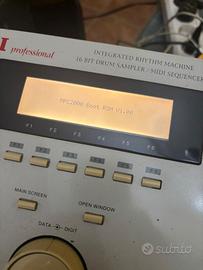 professional
INTEGRATED RHYTHM MACHINE
16 BIT DRUM SAMPLER / MIDI SEQUENCER
MPC2000 Boot ROM V1.00
F1 F2 F3 F4 F5 F6
MAIN SCREEN
OPEN WINDOW
DATA DIGIT
subito